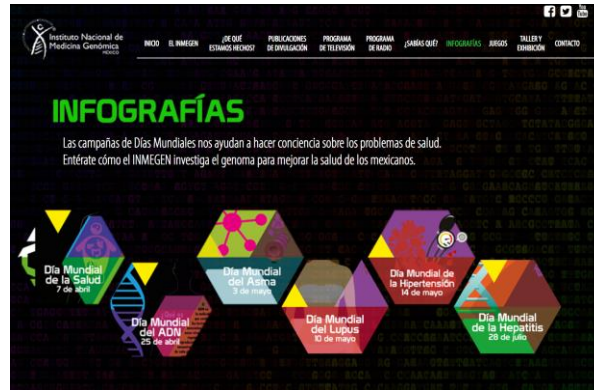 Instituto Nacional de
Medicina Genómica
MÉXICO
INICIO
EL INMEGEN
¿DE QUÉ
ESTAMOS HECHOS?
PUBLICACIONES
DE DIVULGACIÓN
PROGRAMA
DE TELEVISIÓN
PROGRAMA
DE RADIO
¿SABÍAS QUÉ?
INFOGRAFÍAS
JUEGOS
TALLER Y
EXHIBICIÓN
CONTACTO
You
Tube
INFOGRAFÍAS
Las campañas de Días Mundiales nos ayudan a hacer conciencia sobre los problemas de salud.
Entérate cómo el INMEGEN investiga el genoma para mejorar la salud de los mexicanos.
Día Mundial
de la Salud
7 de abril
Día Mundial
del ADN
25 de abril
Día Mundial
del Asma
3 de mayo
Día Mundial
del Lupus
10 de mayo
Día Mundial de
la Hipertensión
14 de mayo
Día Mundial
de la Hepatitis
28 de julio